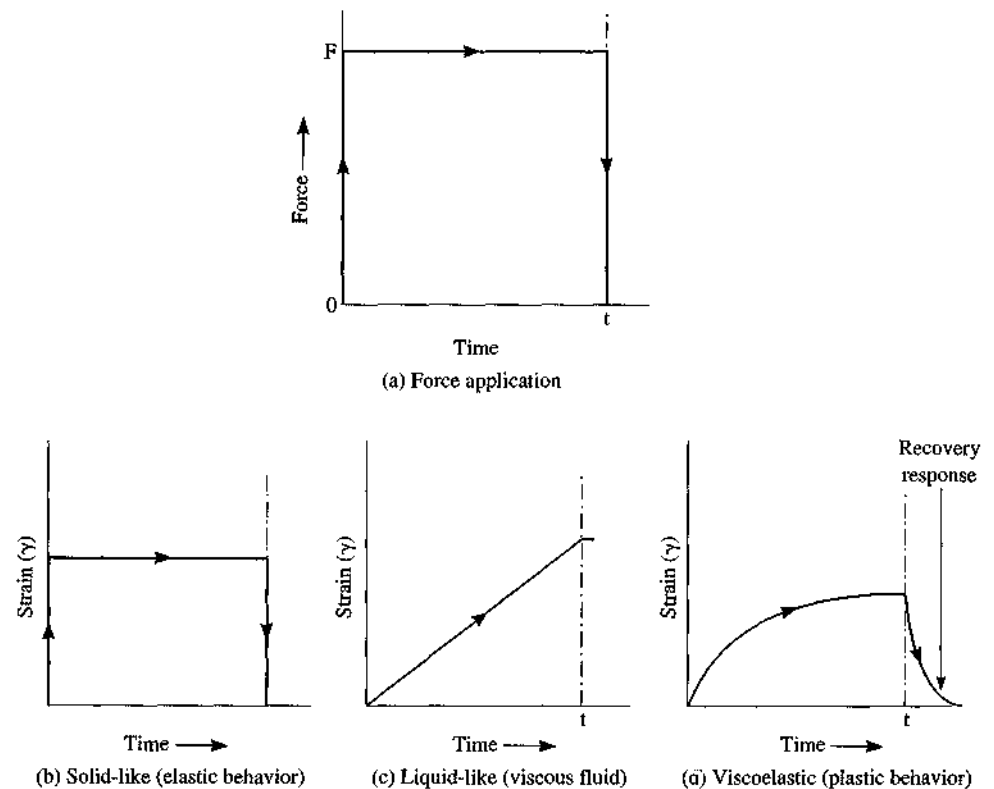 F
Force
0
t
Time
(a) Force application
Recovery
response
Strain (γ)
Strain (γ)
Strain (γ)
t
t
Time
Time
Time
(b) Solid-like (elastic behavior)
(c) Liquid-like (viscous fluid)
(d) Viscoelastic (plastic behavior)